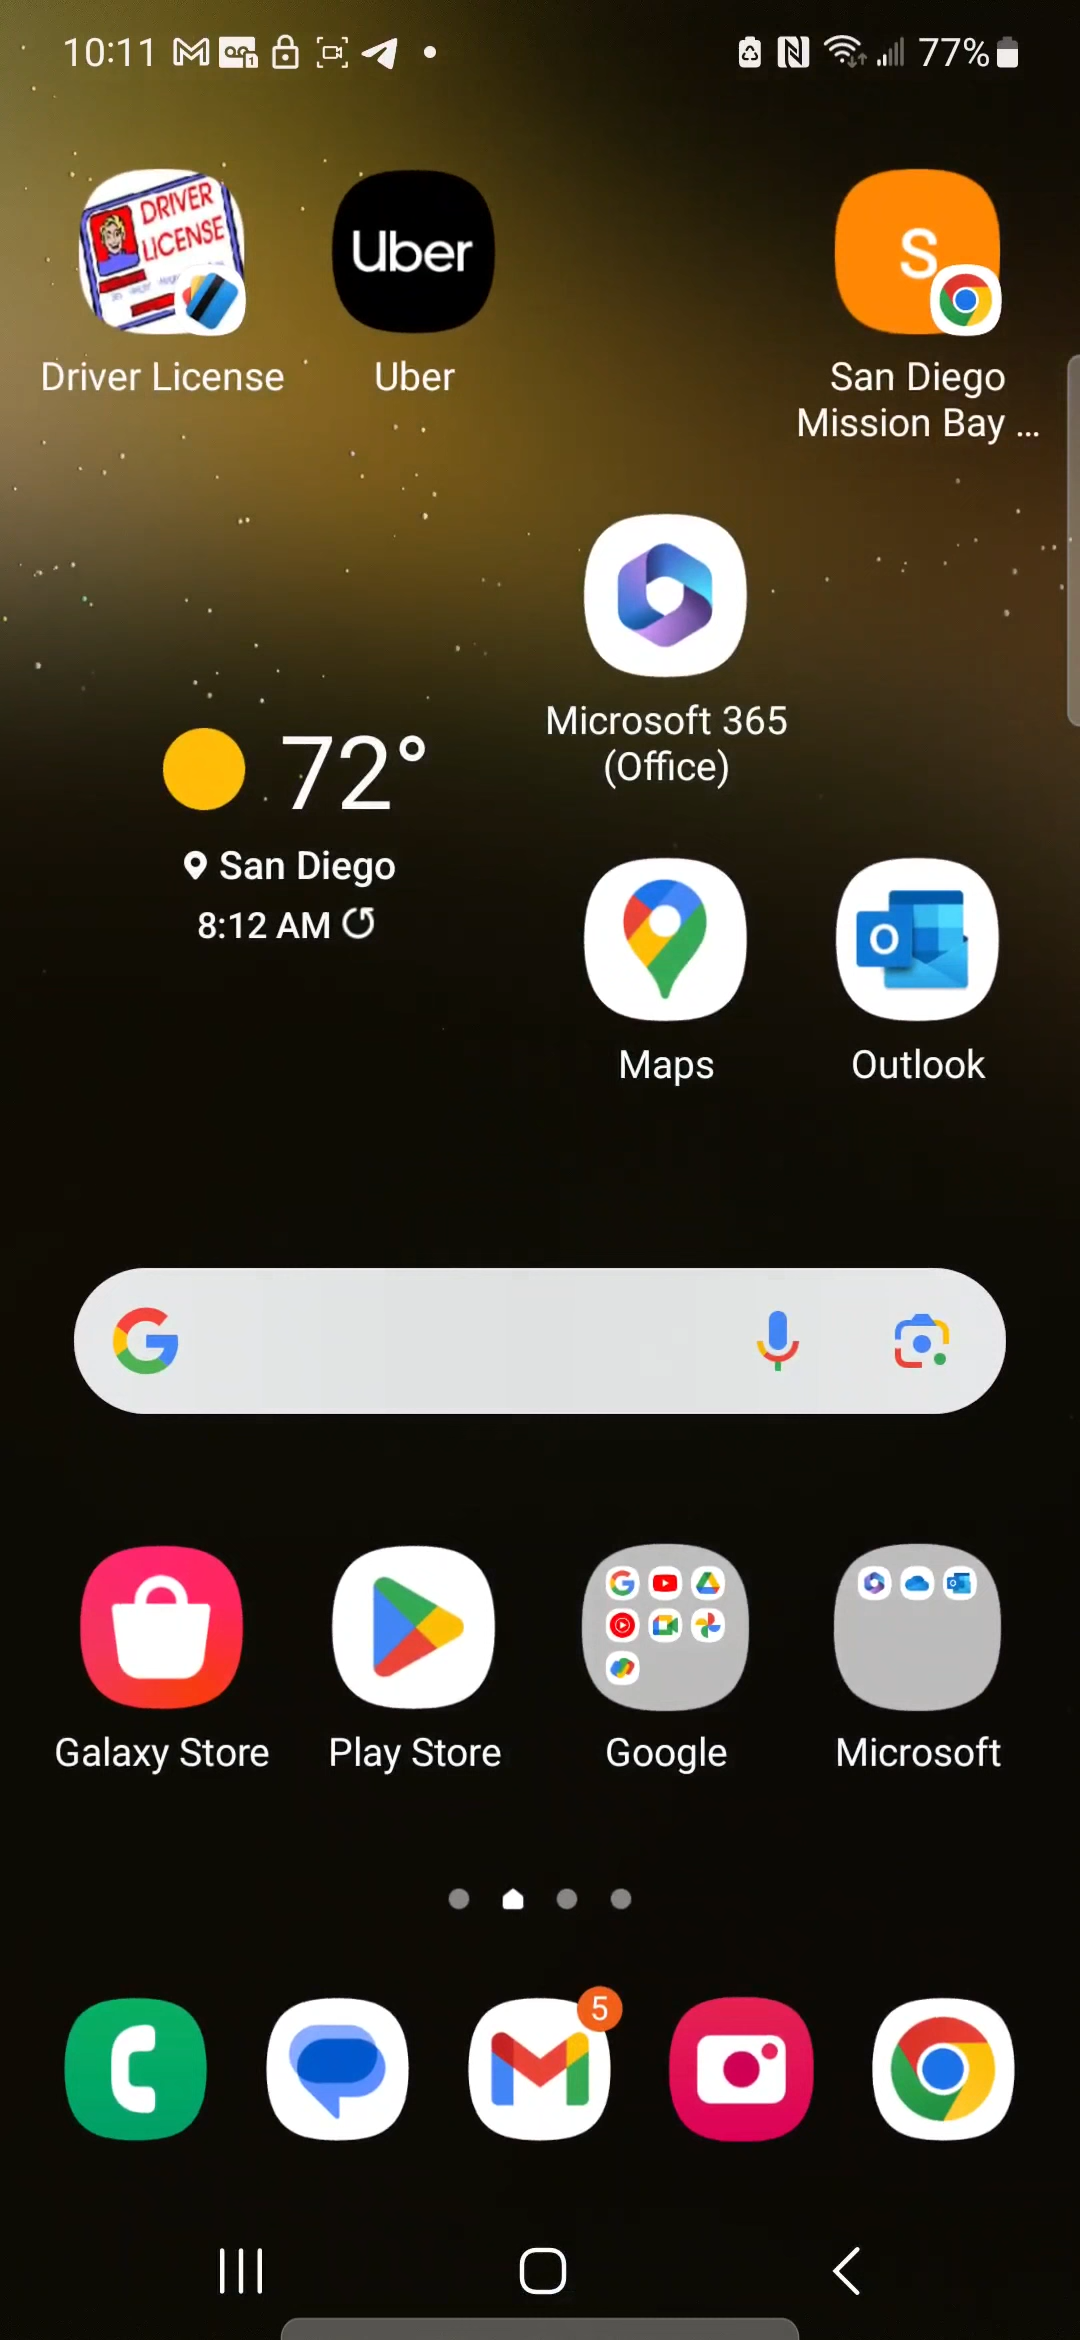 10:11
77%
DRIVER
LICENSE
Uber
S
Driver License
Uber
San Diego
Mission Bay ...
Microsoft 365
(Office)
72°
San Diego
8:12 AM
Maps
Outlook
Galaxy Store
Play Store
Google
Microsoft
5